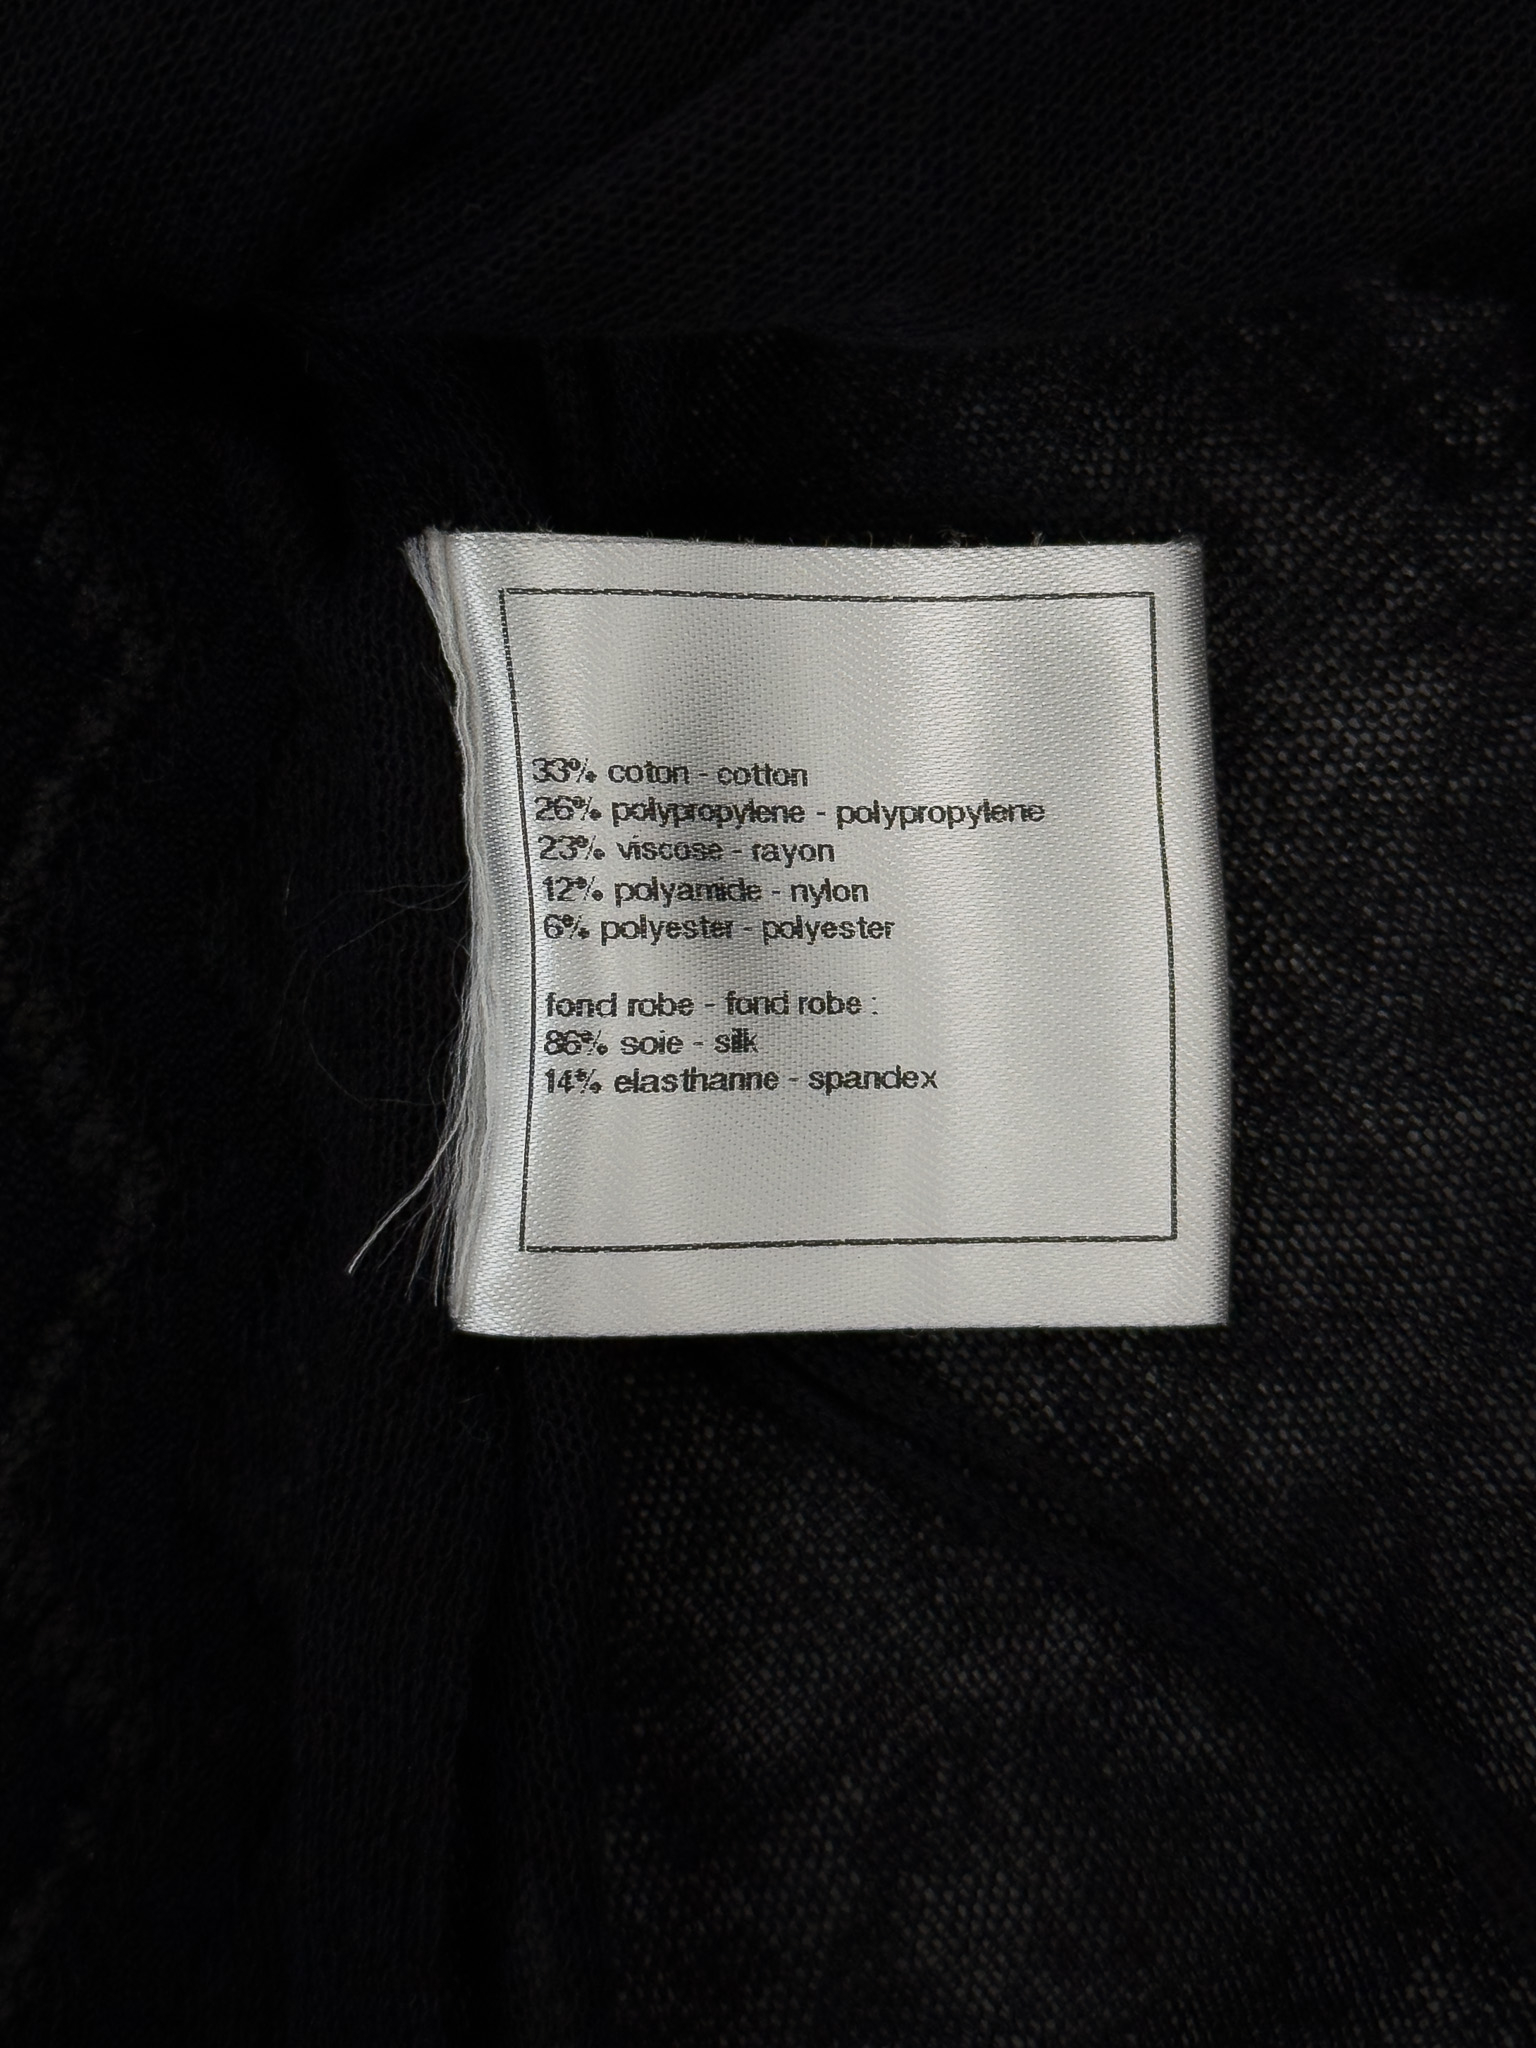 33% coton - cotton
26% polypropylene - polypropylene
23% viscose - rayon
12% polyamide - nylon
6% polyester - polyester
fond robe - fond robe :
86% soie - silk
14% elasthanne - spandex